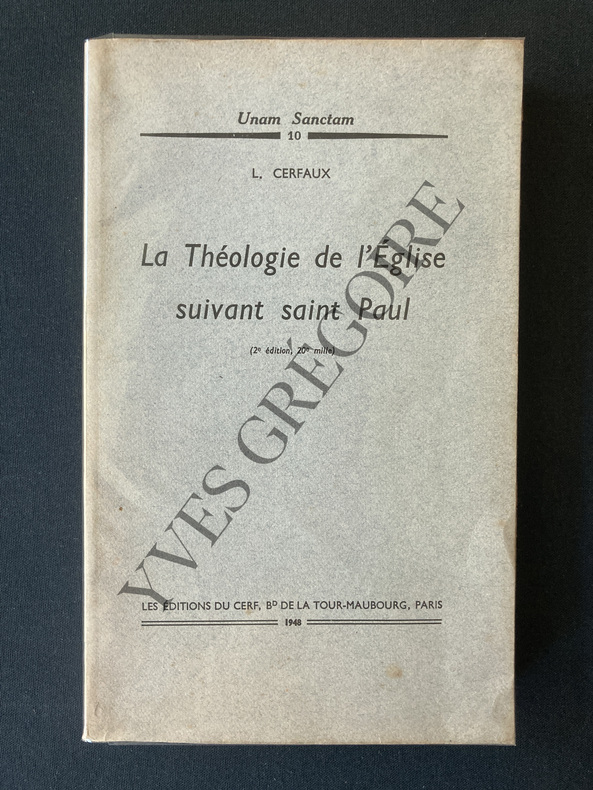 Unam Sanctam
10
L. CERFAUX
La Théologie de l'Église
suivant saint Paul
(2e édition, 20e mille)
YVES GRÉGOIRE
LES ÉDITIONS DU CERF, BD DE LA TOUR-MAUBOURG, PARIS
1948